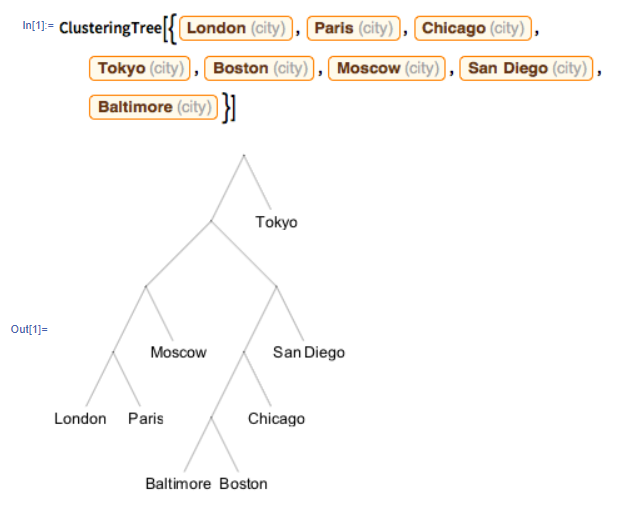 In[1]:= ClusteringTree[{ London (city) , Paris (city) , Chicago (city) ,
Tokyo (city) , Boston (city) , Moscow (city) , San Diego (city) ,
Baltimore (city) }]
Tokyo
Out[1]=
Moscow San Diego
London Paris Chicago
Baltimore Boston